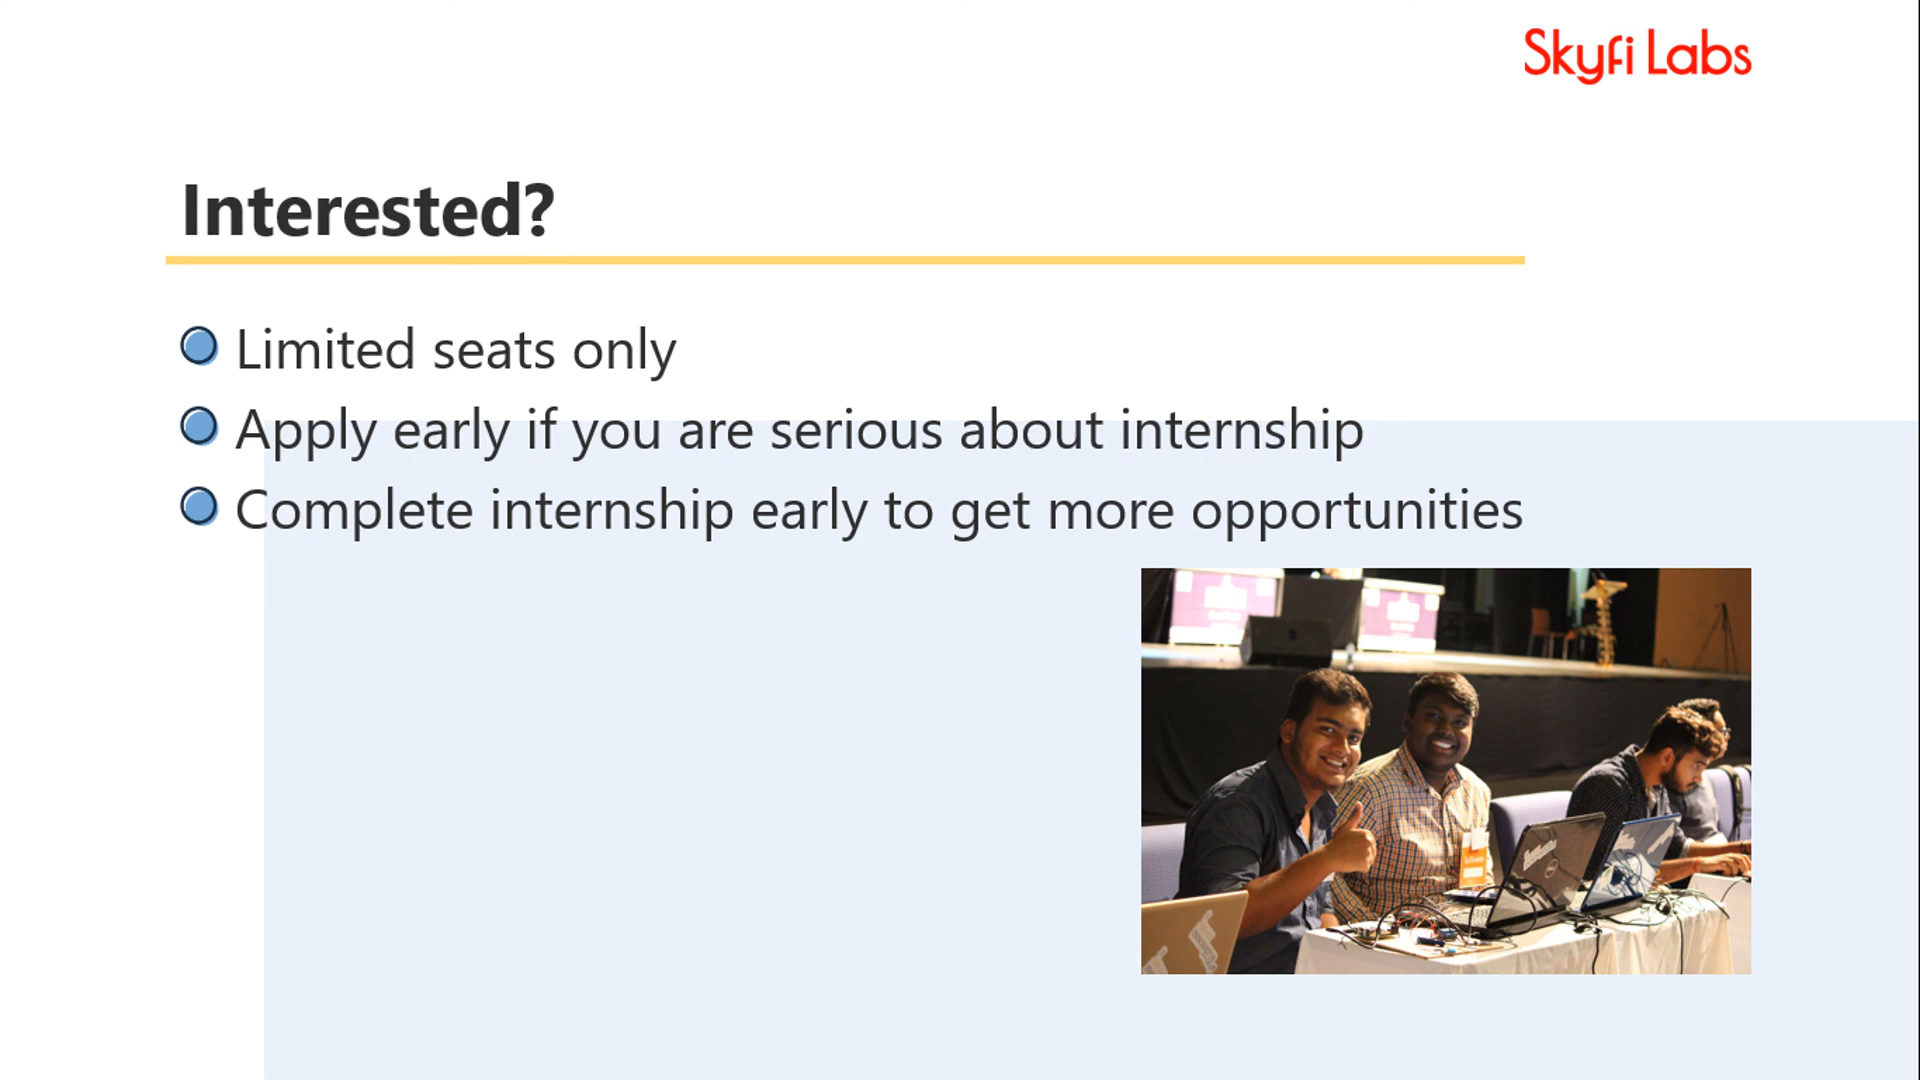 Skyfi Labs
Interested?
Limited seats only
Apply early if you are serious about internship
Complete internship early to get more opportunities